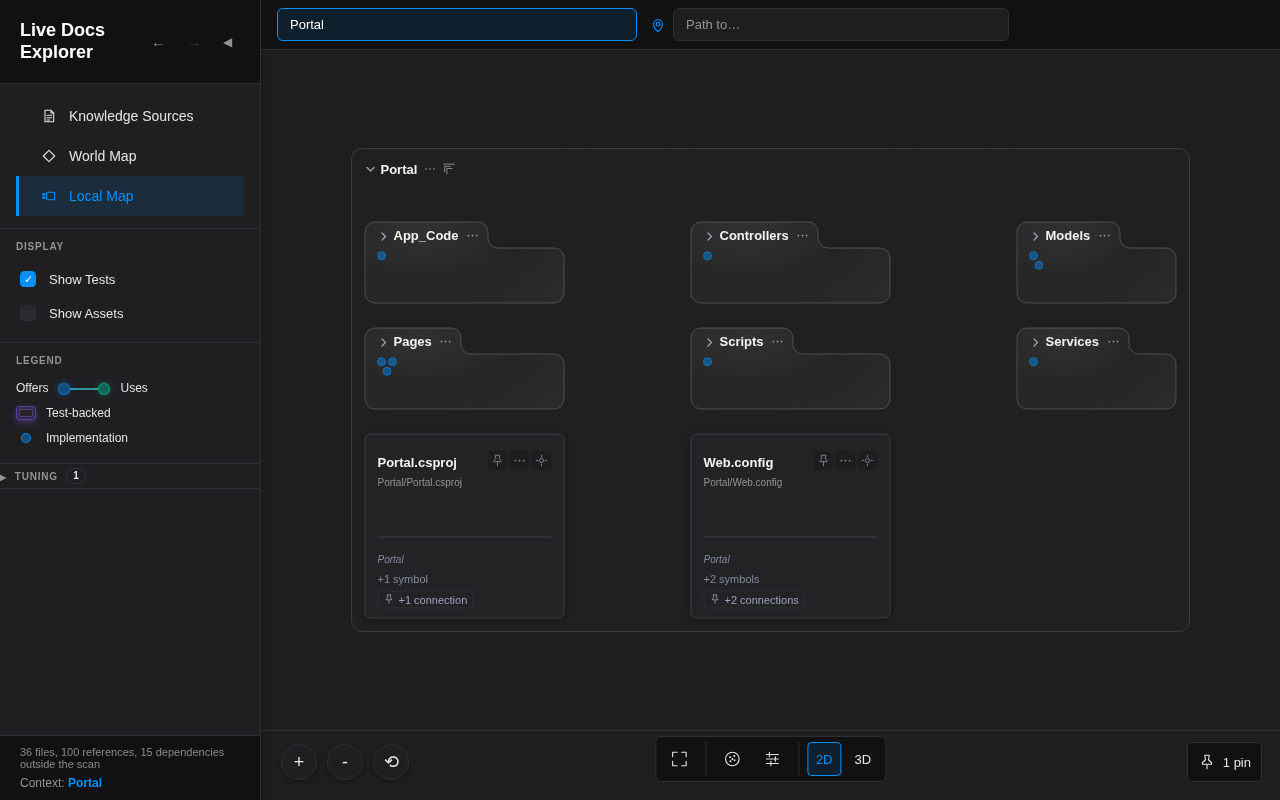 Live Docs
Explorer
← → ◀
Knowledge Sources
World Map
Local Map
DISPLAY
✓ Show Tests
Show Assets
LEGEND
Offers Uses
Test-backed
Implementation
▶ TUNING 1
36 files, 100 references, 15 dependencies
outside the scan
Context: Portal
Portal
Path to…
Portal ···
App_Code ···
Controllers ···
Models ···
Pages ···
Scripts ···
Services ···
Portal.csproj ···
Portal/Portal.csproj
Portal
+1 symbol
+1 connection
Web.config ···
Portal/Web.config
Portal
+2 symbols
+2 connections
+ - ⟲
2D 3D
1 pin